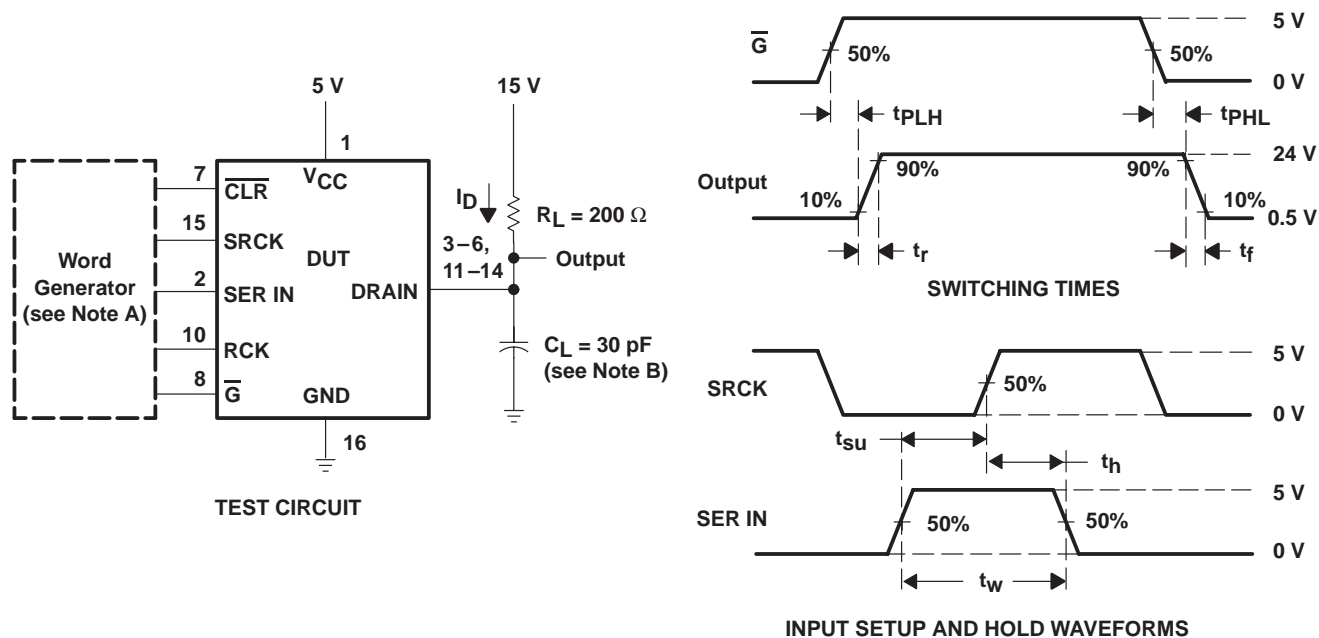 5 V
15 V
1
VCC
7
CLR
15
SRCK
2
SER IN
10
RCK
8
G
DUT
DRAIN
GND
16
Word
Generator
(see Note A)
ID
RL = 200 Ω
3–6,
11–14
Output
CL = 30 pF
(see Note B)
TEST CIRCUIT
G
50%
50%
5 V
0 V
tPLH
tPHL
Output
10%
90%
90%
10%
24 V
0.5 V
tr
tf
SWITCHING TIMES
SRCK
50%
5 V
0 V
tsu
th
SER IN
50%
50%
5 V
0 V
tw
INPUT SETUP AND HOLD WAVEFORMS